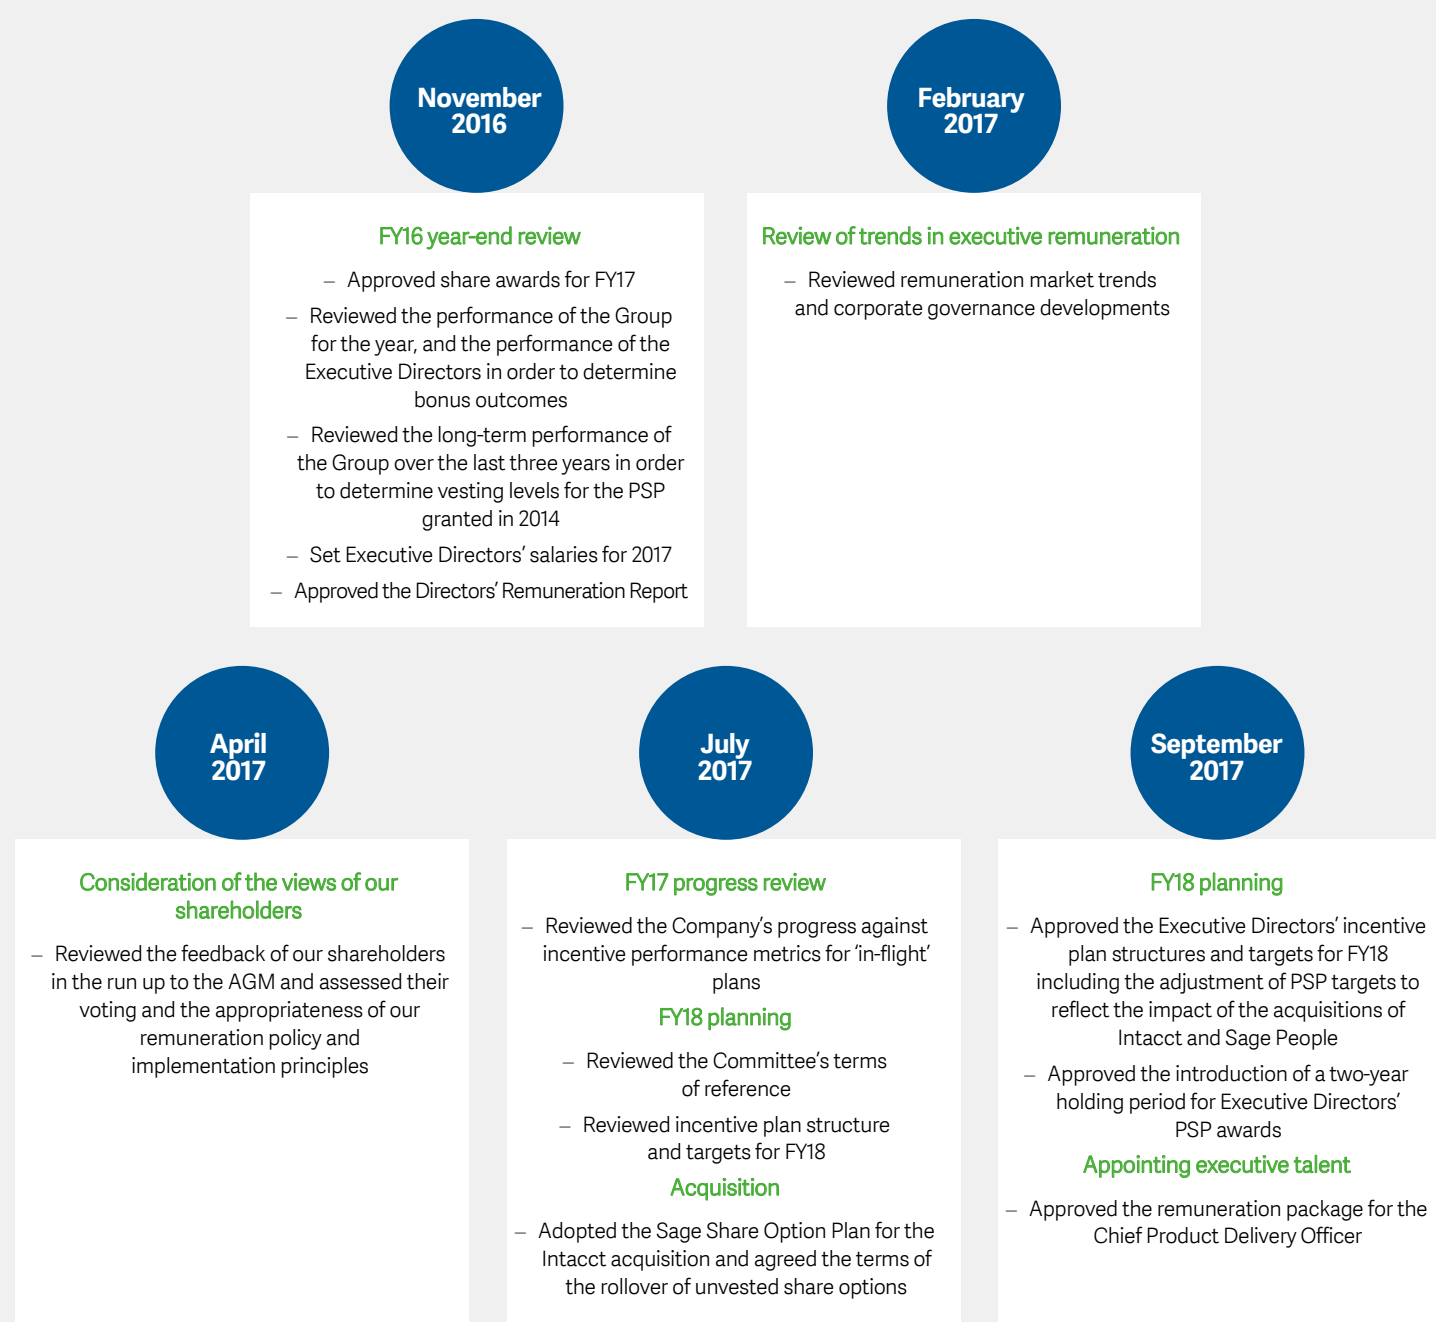 November
2016
FY16 year-end review
– Approved share awards for FY17
– Reviewed the performance of the Group
for the year, and the performance of the
Executive Directors in order to determine
bonus outcomes
– Reviewed the long-term performance of
the Group over the last three years in order
to determine vesting levels for the PSP
granted in 2014
– Set Executive Directors’ salaries for 2017
– Approved the Directors’ Remuneration Report
February
2017
Review of trends in executive remuneration
– Reviewed remuneration market trends
and corporate governance developments
April
2017
Consideration of the views of our
shareholders
– Reviewed the feedback of our shareholders
in the run up to the AGM and assessed their
voting and the appropriateness of our
remuneration policy and
implementation principles
July
2017
FY17 progress review
– Reviewed the Company’s progress against
incentive performance metrics for ‘in-flight’
plans
FY18 planning
– Reviewed the Committee’s terms
of reference
– Reviewed incentive plan structure
and targets for FY18
Acquisition
– Adopted the Sage Share Option Plan for the
Intacct acquisition and agreed the terms of
the rollover of unvested share options
September
2017
FY18 planning
– Approved the Executive Directors’ incentive
plan structures and targets for FY18
including the adjustment of PSP targets to
reflect the impact of the acquisitions of
Intacct and Sage People
– Approved the introduction of a two-year
holding period for Executive Directors’
PSP awards
Appointing executive talent
– Approved the remuneration package for the
Chief Product Delivery Officer